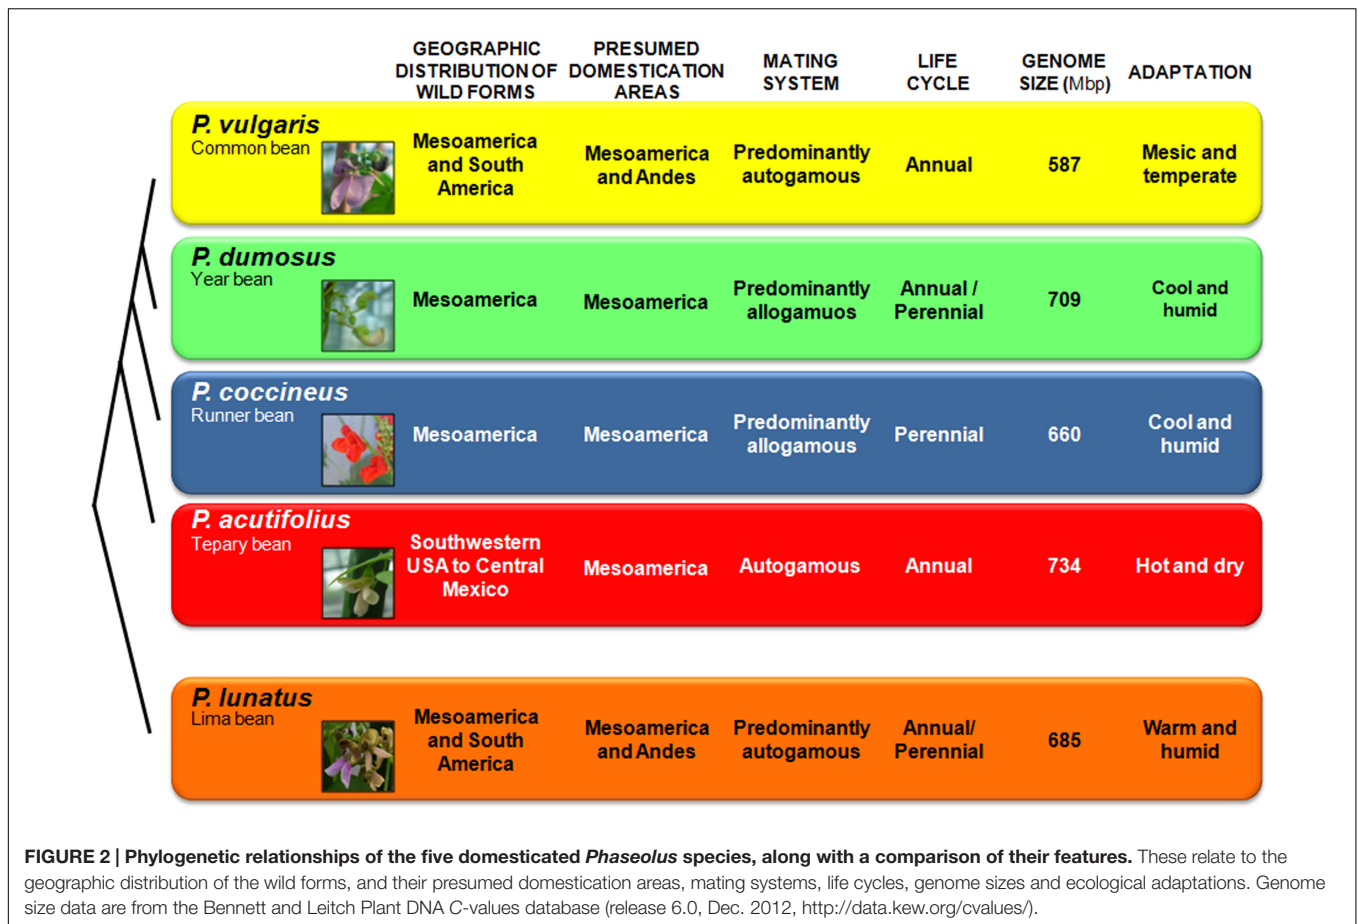 GEOGRAPHIC
DISTRIBUTION OF
WILD FORMS
PRESUMED
DOMESTICATION
AREAS
MATING
SYSTEM
LIFE
CYCLE
GENOME
SIZE (Mbp)
ADAPTATION
P. vulgaris
Common bean
Mesoamerica
and South
America
Mesoamerica
and Andes
Predominantly
autogamous
Annual
587
Mesic and
temperate
P. dumosus
Year bean
Mesoamerica
Mesoamerica
Predominantly
allogamuos
Annual /
Perennial
709
Cool and
humid
P. coccineus
Runner bean
Mesoamerica
Mesoamerica
Predominantly
allogamous
Perennial
660
Cool and
humid
P. acutifolius
Tepary bean
Southwestern
USA to Central
Mexico
Mesoamerica
Autogamous
Annual
734
Hot and dry
P. lunatus
Lima bean
Mesoamerica
and South
America
Mesoamerica
and Andes
Predominantly
autogamous
Annual/
Perennial
685
Warm and
humid
FIGURE 2 | Phylogenetic relationships of the five domesticated Phaseolus species, along with a comparison of their features. These relate to the
geographic distribution of the wild forms, and their presumed domestication areas, mating systems, life cycles, genome sizes and ecological adaptations. Genome
size data are from the Bennett and Leitch Plant DNA C-values database (release 6.0, Dec. 2012, http://data.kew.org/cvalues/).